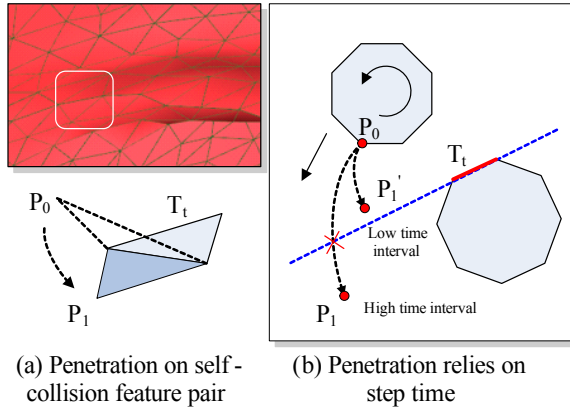 P0
Tt
P1
P0
Tt
P1'
Low time
interval
P1
High time interval
(a) Penetration on self -
collision feature pair
(b) Penetration relies on
step time